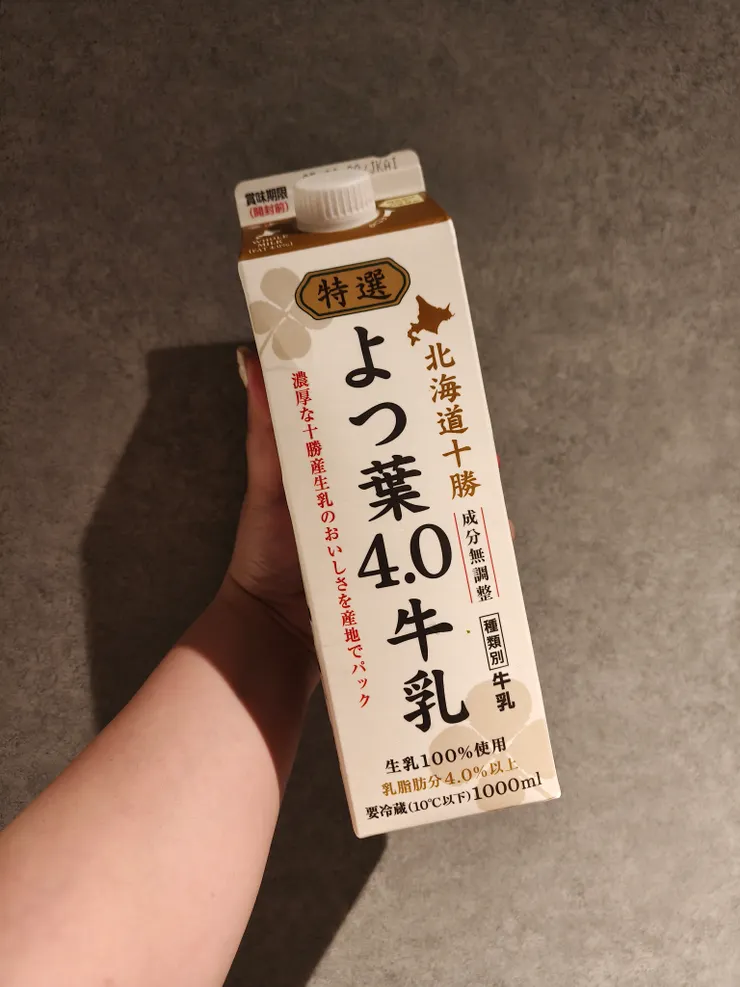 賞味期限
(開封前)
WHOLE
MILK
特選
北海道十勝
よつ葉4.0牛乳
濃厚な十勝産生乳のおいしさを産地でパック
成分無調整
種類別
牛乳
生乳100%使用
乳脂肪分4.0%以上
要冷蔵(10℃以下)1000ml